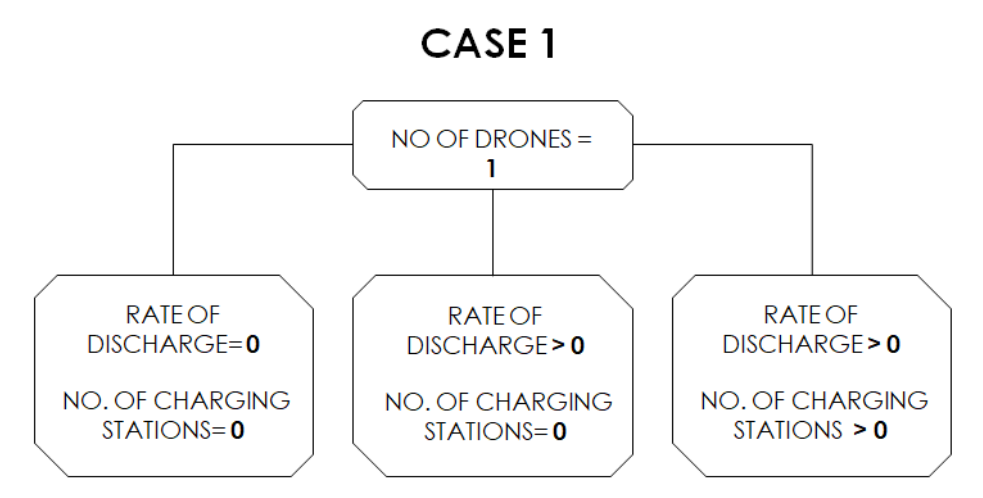 CASE 1
NO OF DRONES =
1
RATE OF
DISCHARGE= 0
NO. OF CHARGING
STATIONS= 0
RATE OF
DISCHARGE > 0
NO. OF CHARGING
STATIONS= 0
RATE OF
DISCHARGE > 0
NO. OF CHARGING
STATIONS > 0